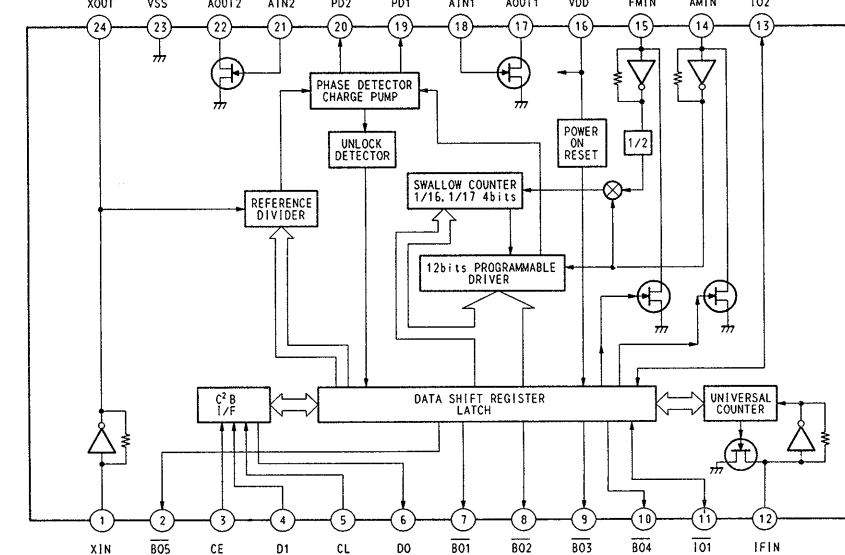 XOUT VSS AOUT2 AIN2 PD2 PD1 AIN1 AOUT1 VDD FMIN AMIN IO2
24 23 22 21 20 19 18 17 16 15 14 13
PHASE DETECTOR
CHARGE PUMP
UNLOCK
DETECTOR
POWER
ON
RESET
1/2
SWALLOW COUNTER
1/16, 1/17 4bits
REFERENCE
DIVIDER
12bits PROGRAMMABLE
DRIVER
C²B
I/F
DATA SHIFT REGISTER
LATCH
UNIVERSAL
COUNTER
1 2 3 4 5 6 7 8 9 10 11 12
XIN BO5 CE D1 CL DO BO1 BO2 BO3 BO4 IO1 IFIN